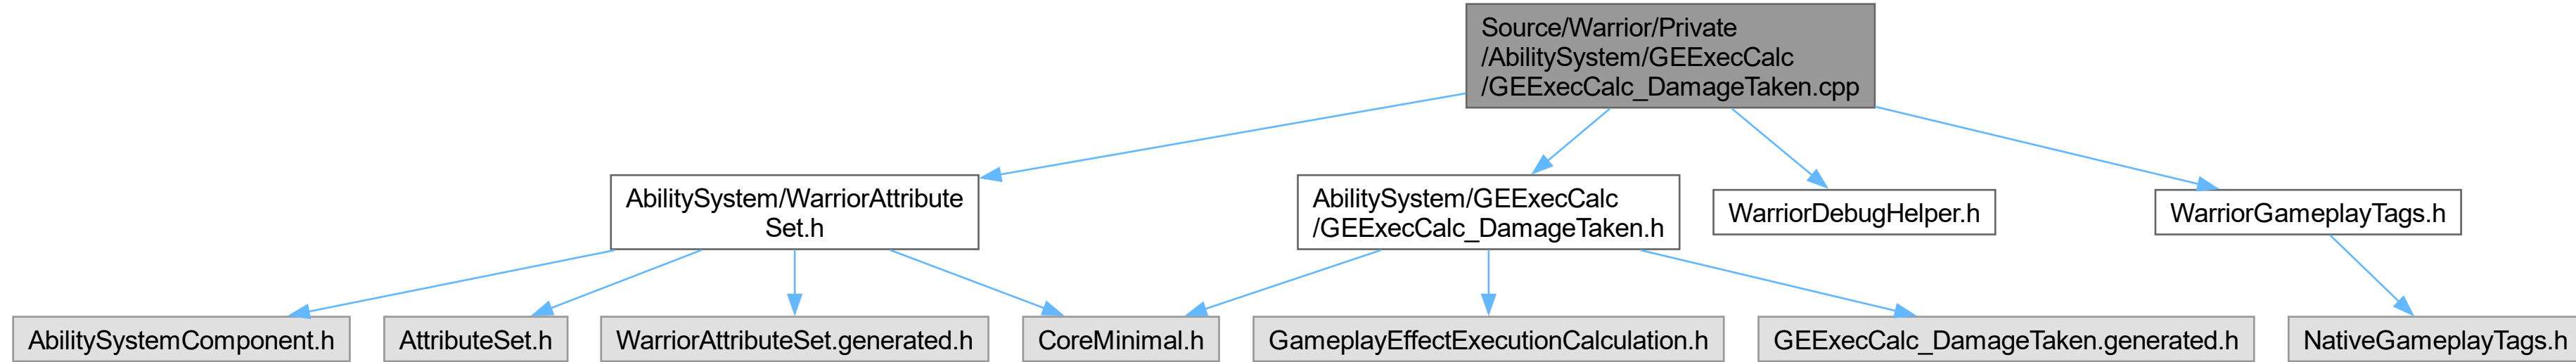 Source/Warrior/Private
/AbilitySystem/GEExecCalc
/GEExecCalc_DamageTaken.cpp
AbilitySystem/WarriorAttribute
Set.h
AbilitySystem/GEExecCalc
/GEExecCalc_DamageTaken.h
WarriorDebugHelper.h
WarriorGameplayTags.h
AbilitySystemComponent.h
AttributeSet.h
WarriorAttributeSet.generated.h
CoreMinimal.h
GameplayEffectExecutionCalculation.h
GEExecCalc_DamageTaken.generated.h
NativeGameplayTags.h